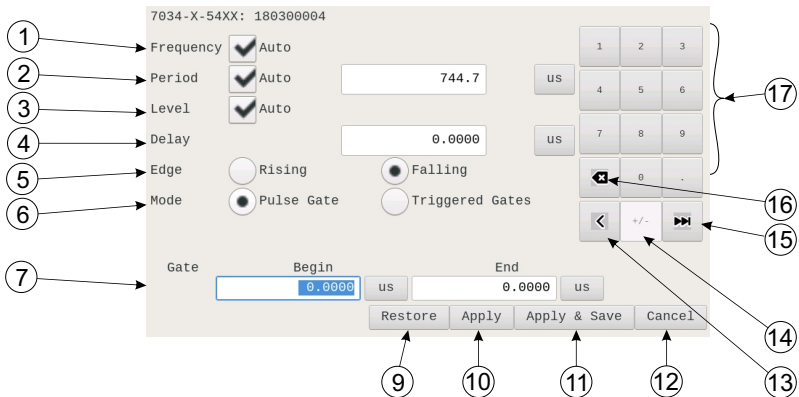 7034-X-54XX: 180300004
1 Frequency Auto 1 2 3
2 Period Auto 744.7 us 4 5 6 17
3 Level Auto
4 Delay 0.0000 us 7 8 9
5 Edge Rising Falling 0 .
6 Mode Pulse Gate Triggered Gates 16
+/- 15
Gate Begin End
7 0.0000 us 0.0000 us
Restore Apply Apply & Save Cancel 14
9 10 11 12 13